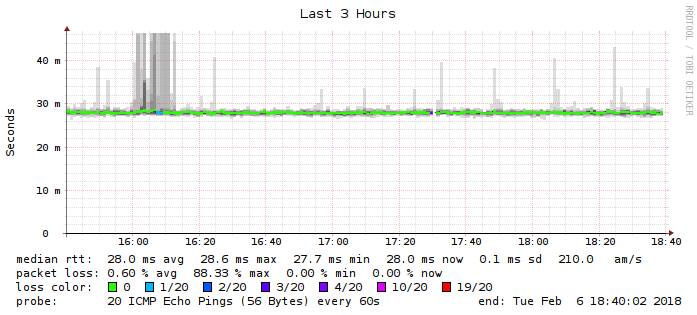 Last 3 Hours
RRDTOOL / TOBI OETIKER
Seconds
40 m
30 m
20 m
10 m
0
16:00 16:20 16:40 17:00 17:20 17:40 18:00 18:20 18:40
median rtt: 28.0 ms avg 28.6 ms max 27.7 ms min 28.0 ms now 0.1 ms sd 210.0 am/s
packet loss: 0.60 % avg 88.33 % max 0.00 % min 0.00 % now
loss color: 0 1/20 2/20 3/20 4/20 10/20 19/20
probe: 20 ICMP Echo Pings (56 Bytes) every 60s end: Tue Feb 6 18:40:02 2018